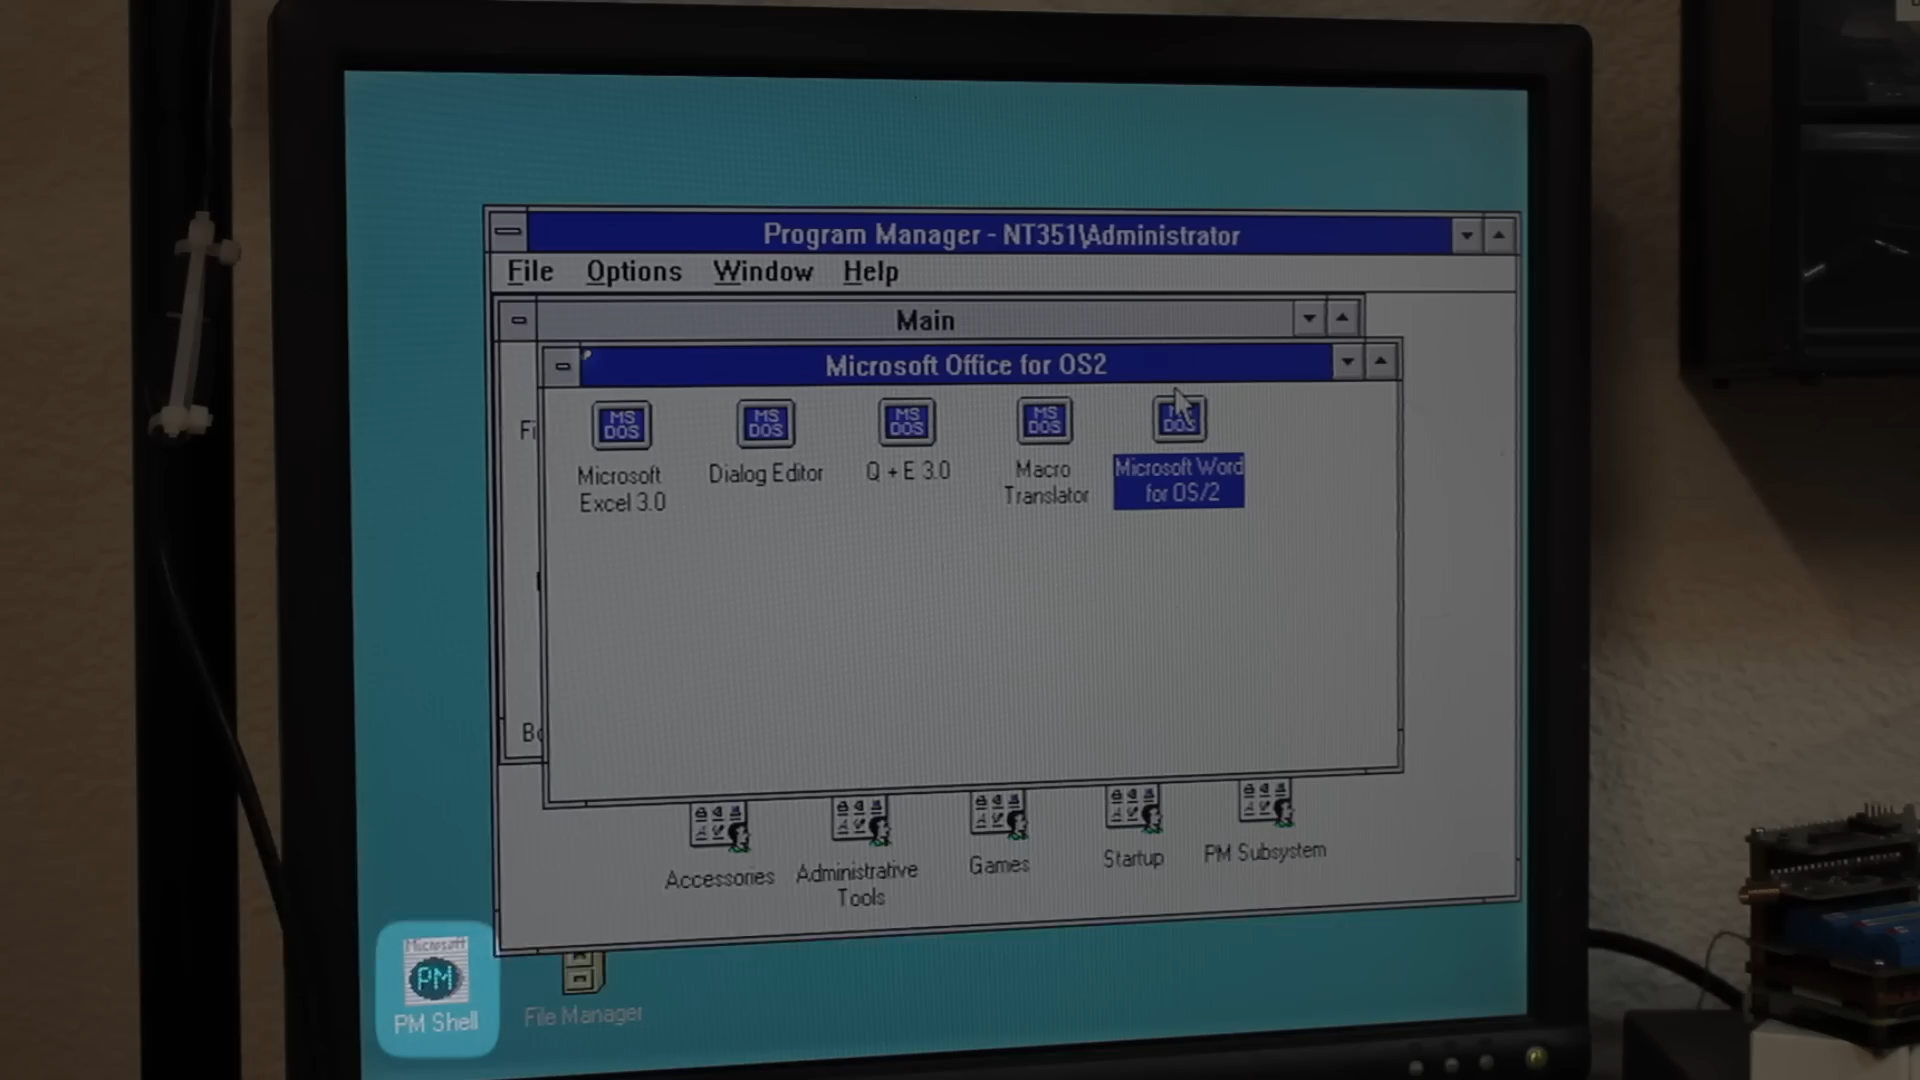 Program Manager - NT351\Administrator
File Options Window Help
Main
Microsoft Office for OS2
MS
DOS
MS
DOS
MS
DOS
MS
DOS
DOS
Microsoft
Excel 3.0
Dialog Editor
Q + E 3.0
Macro
Translator
Microsoft Word
for OS/2
Fi
Bo
Accessories
Administrative
Tools
Games
Startup
PM Subsystem
Microsoft
PM
PM Shell
File Manager